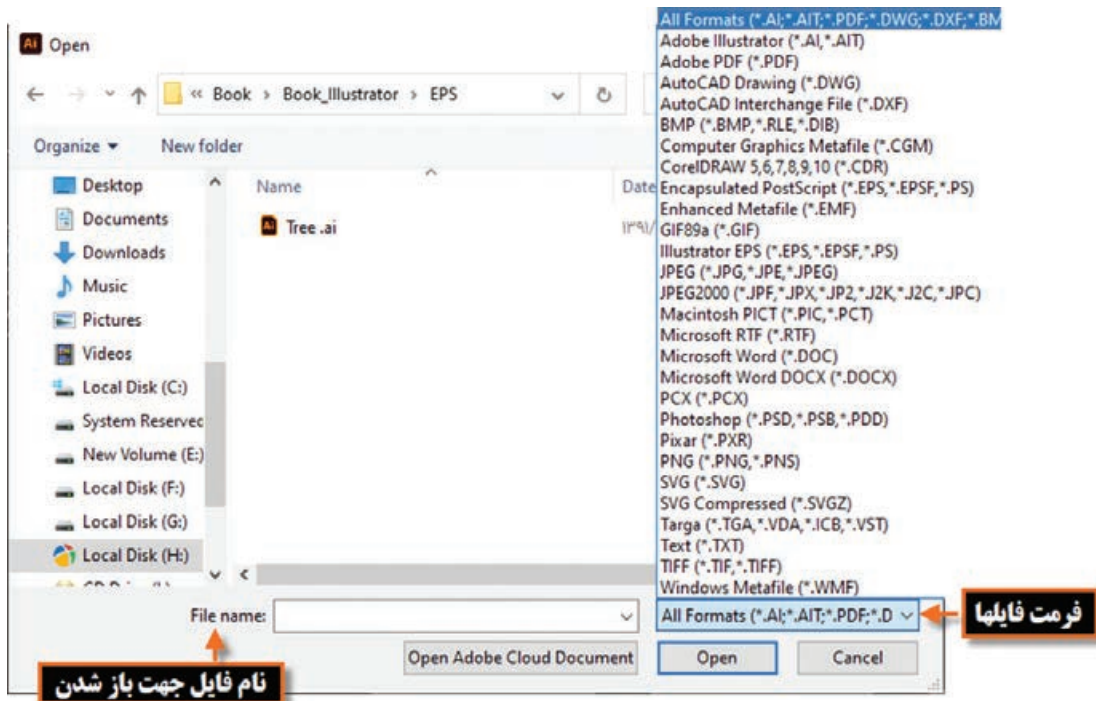 Open
Book > Book_Illustrator > EPS
Organize
New folder
Desktop
Documents
Downloads
Music
Pictures
Videos
Local Disk (C:)
System Reserved
New Volume (E:)
Local Disk (F:)
Local Disk (G:)
Local Disk (H:)
Name
Date
Tree .ai
۱۳۹۱/
All Formats (*.AI;*.AIT;*.PDF;*.DWG;*.DXF;*.BM
Adobe Illustrator (*.AI,*.AIT)
Adobe PDF (*.PDF)
AutoCAD Drawing (*.DWG)
AutoCAD Interchange File (*.DXF)
BMP (*.BMP,*.RLE,*.DIB)
Computer Graphics Metafile (*.CGM)
CorelDRAW 5,6,7,8,9,10 (*.CDR)
Encapsulated PostScript (*.EPS,*.EPSF,*.PS)
Enhanced Metafile (*.EMF)
GIF89a (*.GIF)
Illustrator EPS (*.EPS,*.EPSF,*.PS)
JPEG (*.JPG,*.JPE,*.JPEG)
JPEG2000 (*.JPF,*.JPX,*.JP2,*.J2K,*.J2C,*.JPC)
Macintosh PICT (*.PIC,*.PCT)
Microsoft RTF (*.RTF)
Microsoft Word (*.DOC)
Microsoft Word DOCX (*.DOCX)
PCX (*.PCX)
Photoshop (*.PSD,*.PSB,*.PDD)
Pixar (*.PXR)
PNG (*.PNG,*.PNS)
SVG (*.SVG)
SVG Compressed (*.SVGZ)
Targa (*.TGA,*.VDA,*.ICB,*.VST)
Text (*.TXT)
TIFF (*.TIF,*.TIFF)
Windows Metafile (*.WMF)
File name:
All Formats (*.AI;*.AIT;*.PDF;*.D
فرمت فایلها
Open Adobe Cloud Document
Open
Cancel
نام فایل جهت باز شدن